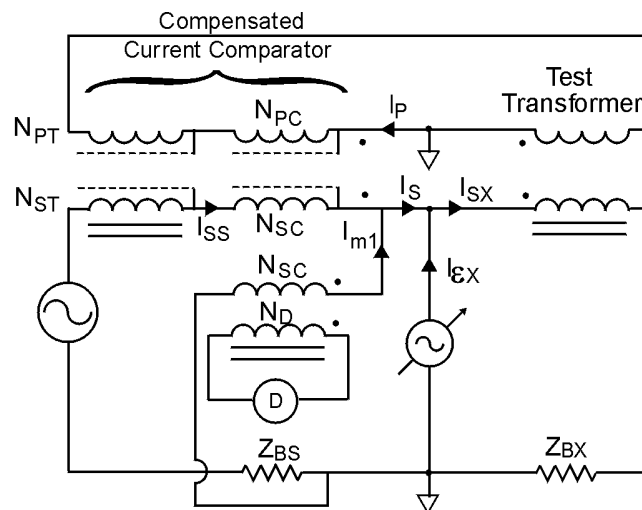 Compensated
Current Comparator
Test
Transformer
N_PT
N_PC
I_P
N_ST
I_SS
N_SC
I_S
I_SX
I_m1
N_SC
N_D
I_εX
D
Z_BS
Z_BX